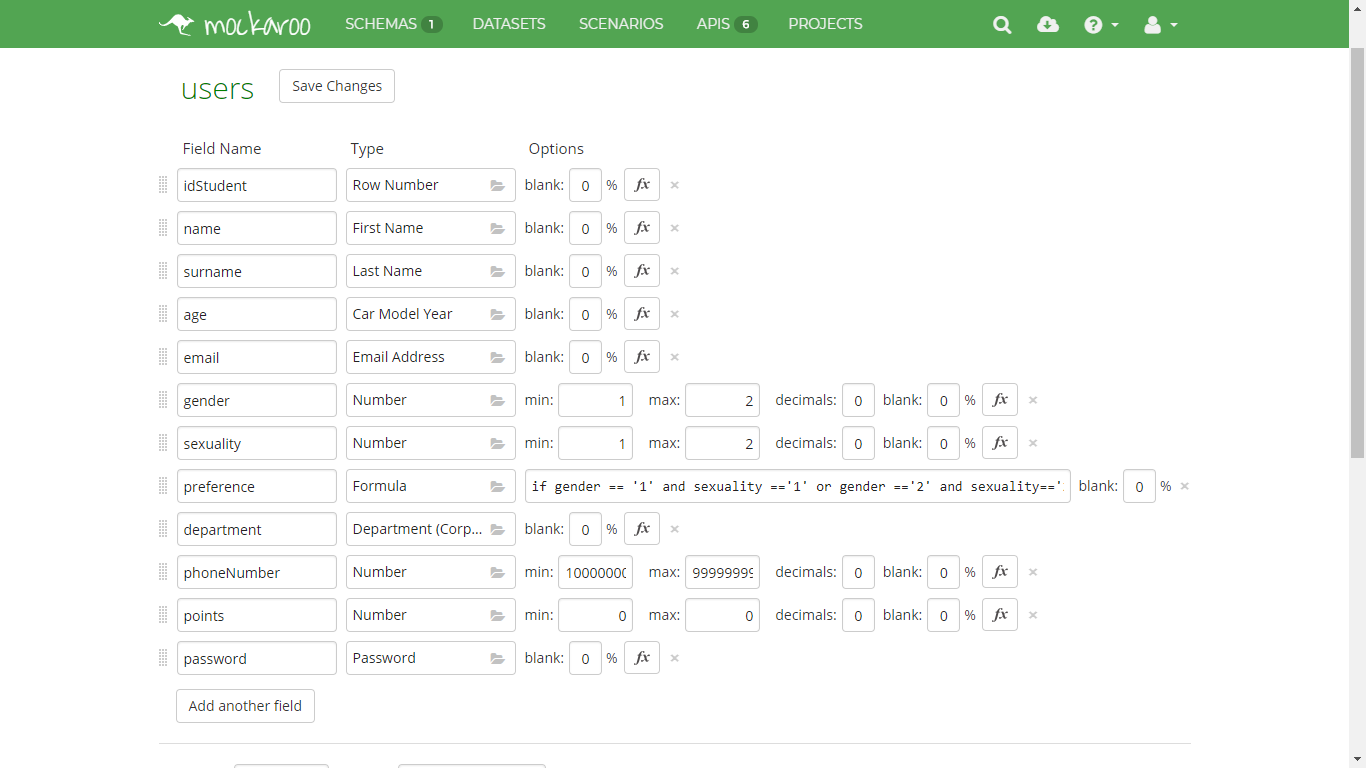 mockaroo SCHEMAS 1 DATASETS SCENARIOS APIS 6 PROJECTS ?
users Save Changes
Field Name Type Options
idStudent Row Number blank: 0 % fx ×
name First Name blank: 0 % fx ×
surname Last Name blank: 0 % fx ×
age Car Model Year blank: 0 % fx ×
email Email Address blank: 0 % fx ×
gender Number min: 1 max: 2 decimals: 0 blank: 0 % fx ×
sexuality Number min: 1 max: 2 decimals: 0 blank: 0 % fx ×
preference Formula if gender == '1' and sexuality =='1' or gender =='2' and sexuality==' blank: 0 % ×
department Department (Corp... blank: 0 % fx ×
phoneNumber Number min: 10000000 max: 99999999 decimals: 0 blank: 0 % fx ×
points Number min: 0 max: 0 decimals: 0 blank: 0 % fx ×
password Password blank: 0 % fx ×
Add another field